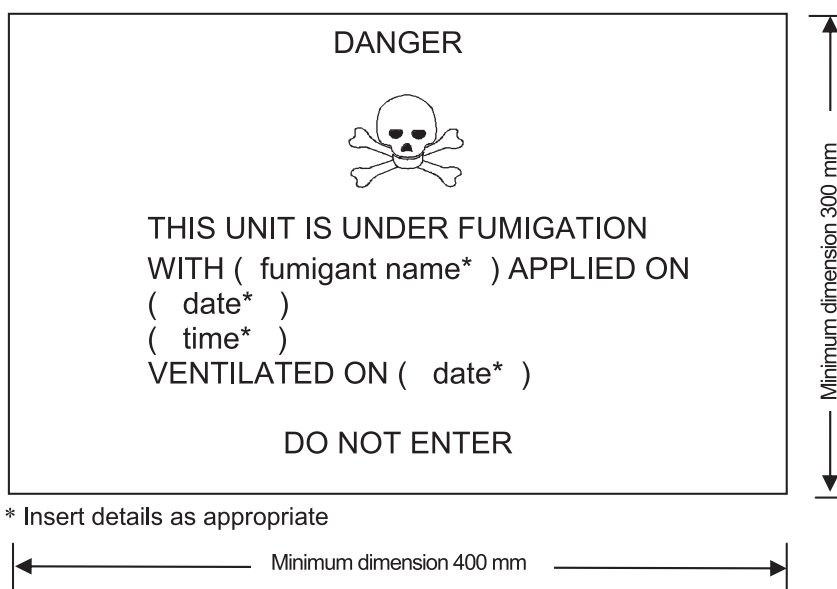 DANGER
THIS UNIT IS UNDER FUMIGATION
WITH ( fumigant name* ) APPLIED ON
( date* )
( time* )
VENTILATED ON ( date* )
DO NOT ENTER
* Insert details as appropriate
Minimum dimension 400 mm
Minimum dimension 300 mm